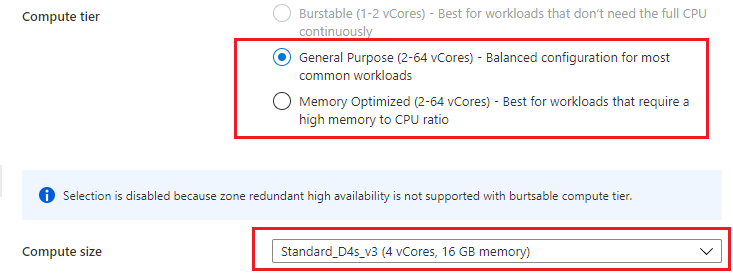 Compute tier
Burstable (1-2 vCores) - Best for workloads that don't need the full CPU
continuously
General Purpose (2-64 vCores) - Balanced configuration for most
common workloads
Memory Optimized (2-64 vCores) - Best for workloads that require a
high memory to CPU ratio
Selection is disabled because zone redundant high availability is not supported with burtsable compute tier.
Compute size
Standard_D4s_v3 (4 vCores, 16 GB memory)